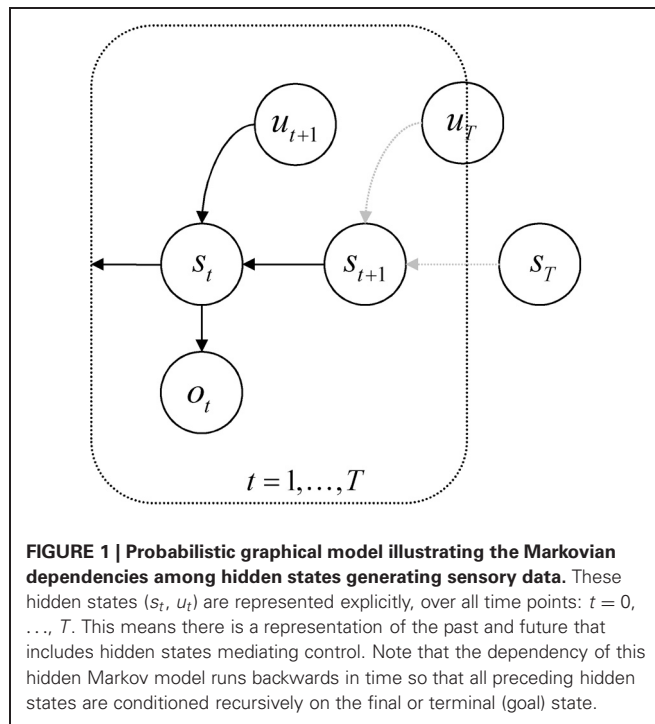 u_{t+1}
u_T
s_t
s_{t+1}
s_T
o_t
t = 1,…,T
FIGURE 1 | Probabilistic graphical model illustrating the Markovian
dependencies among hidden states generating sensory data. These
hidden states (s_t, u_t) are represented explicitly, over all time points: t = 0,
…, T. This means there is a representation of the past and future that
includes hidden states mediating control. Note that the dependency of this
hidden Markov model runs backwards in time so that all preceding hidden
states are conditioned recursively on the final or terminal (goal) state.